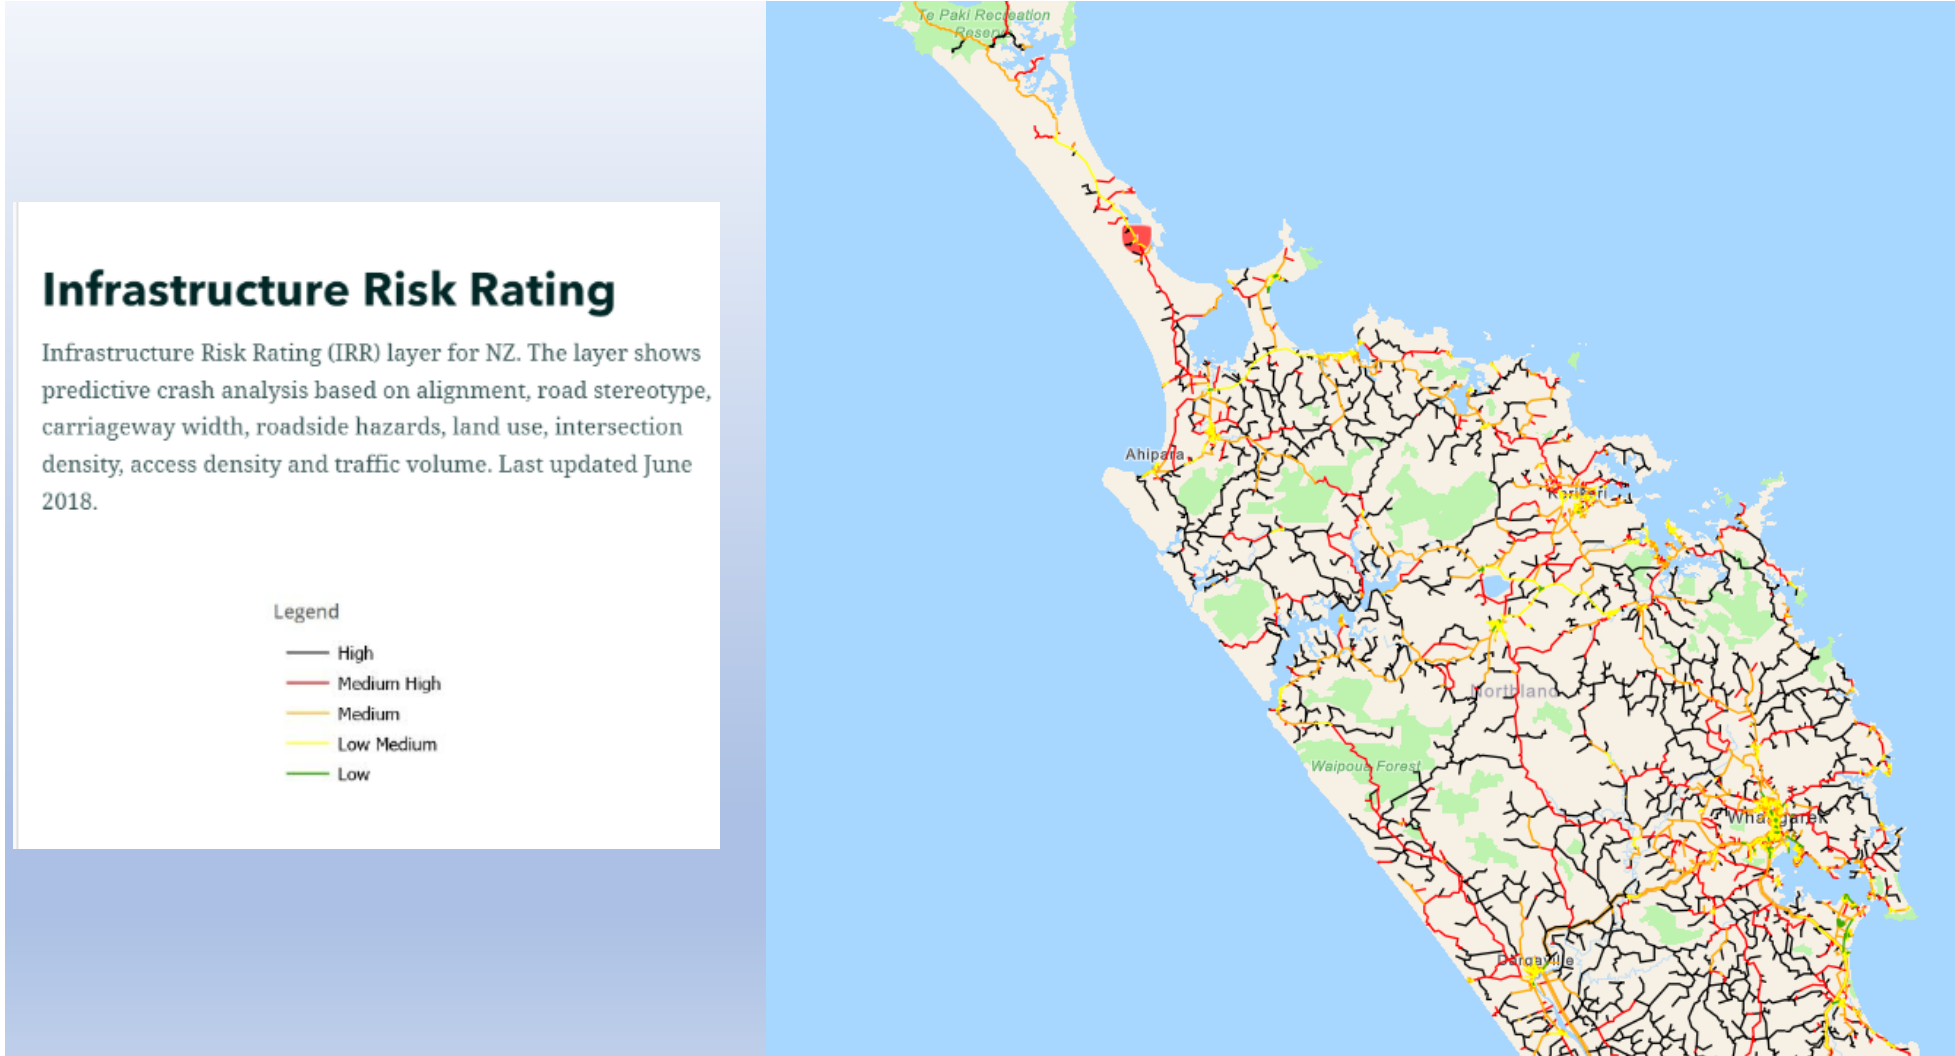 Infrastructure Risk Rating
Infrastructure Risk Rating (IRR) layer for NZ. The layer shows
predictive crash analysis based on alignment, road stereotype,
carriageway width, roadside hazards, land use, intersection
density, access density and traffic volume. Last updated June
2018.
Legend
High
Medium High
Medium
Low Medium
Low
Te Paki Recreation
Reserve
Ahipara
Kerikeri
Northland
Waipoua Forest
Whangarei
Dargaville